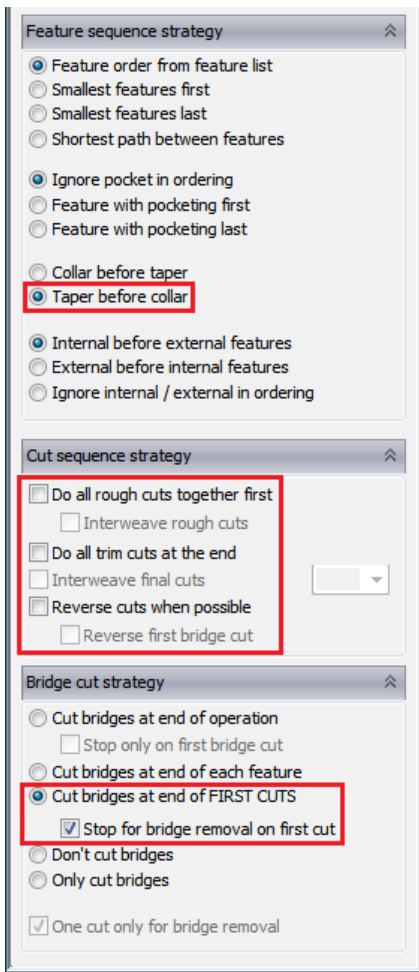 Feature sequence strategy
Feature order from feature list
Smallest features first
Smallest features last
Shortest path between features
Ignore pocket in ordering
Feature with pocketing first
Feature with pocketing last
Collar before taper
Taper before collar
Internal before external features
External before internal features
Ignore internal / external in ordering
Cut sequence strategy
Do all rough cuts together first
Interweave rough cuts
Do all trim cuts at the end
Interweave final cuts
Reverse cuts when possible
Reverse first bridge cut
Bridge cut strategy
Cut bridges at end of operation
Stop only on first bridge cut
Cut bridges at end of each feature
Cut bridges at end of FIRST CUTS
Stop for bridge removal on first cut
Don't cut bridges
Only cut bridges
One cut only for bridge removal